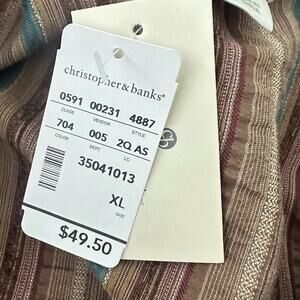 christopher & banks®
0591 00231 4887
CLASS VENDOR STYLE
704 005 2Q AS
COLOR DEPT LC
35041013
XL
SIZE
$49.50
&